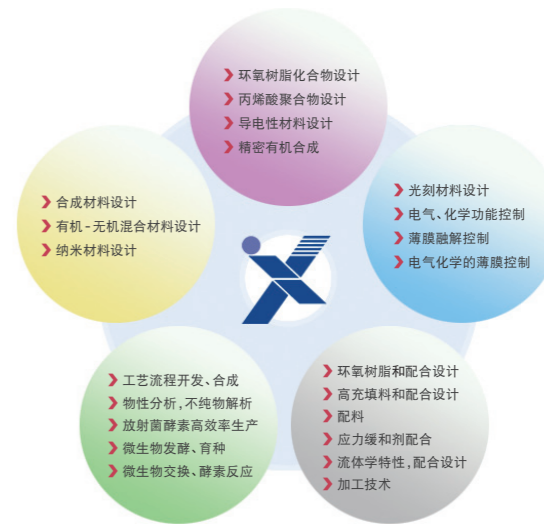 环氧树脂化合物设计
丙烯酸聚合物设计
导电性材料设计
精密有机合成
合成材料设计
有机-无机混合材料设计
纳米材料设计
光刻材料设计
电气、化学功能控制
薄膜融解控制
电气化学的薄膜控制
工艺流程开发、合成
物性分析,不纯物解析
放射菌酵素高效率生产
微生物发酵、育种
微生物交换、酵素反应
环氧树脂和配合设计
高充填料和配合设计
配料
应力缓和剂配合
流体学特性,配合设计
加工技术